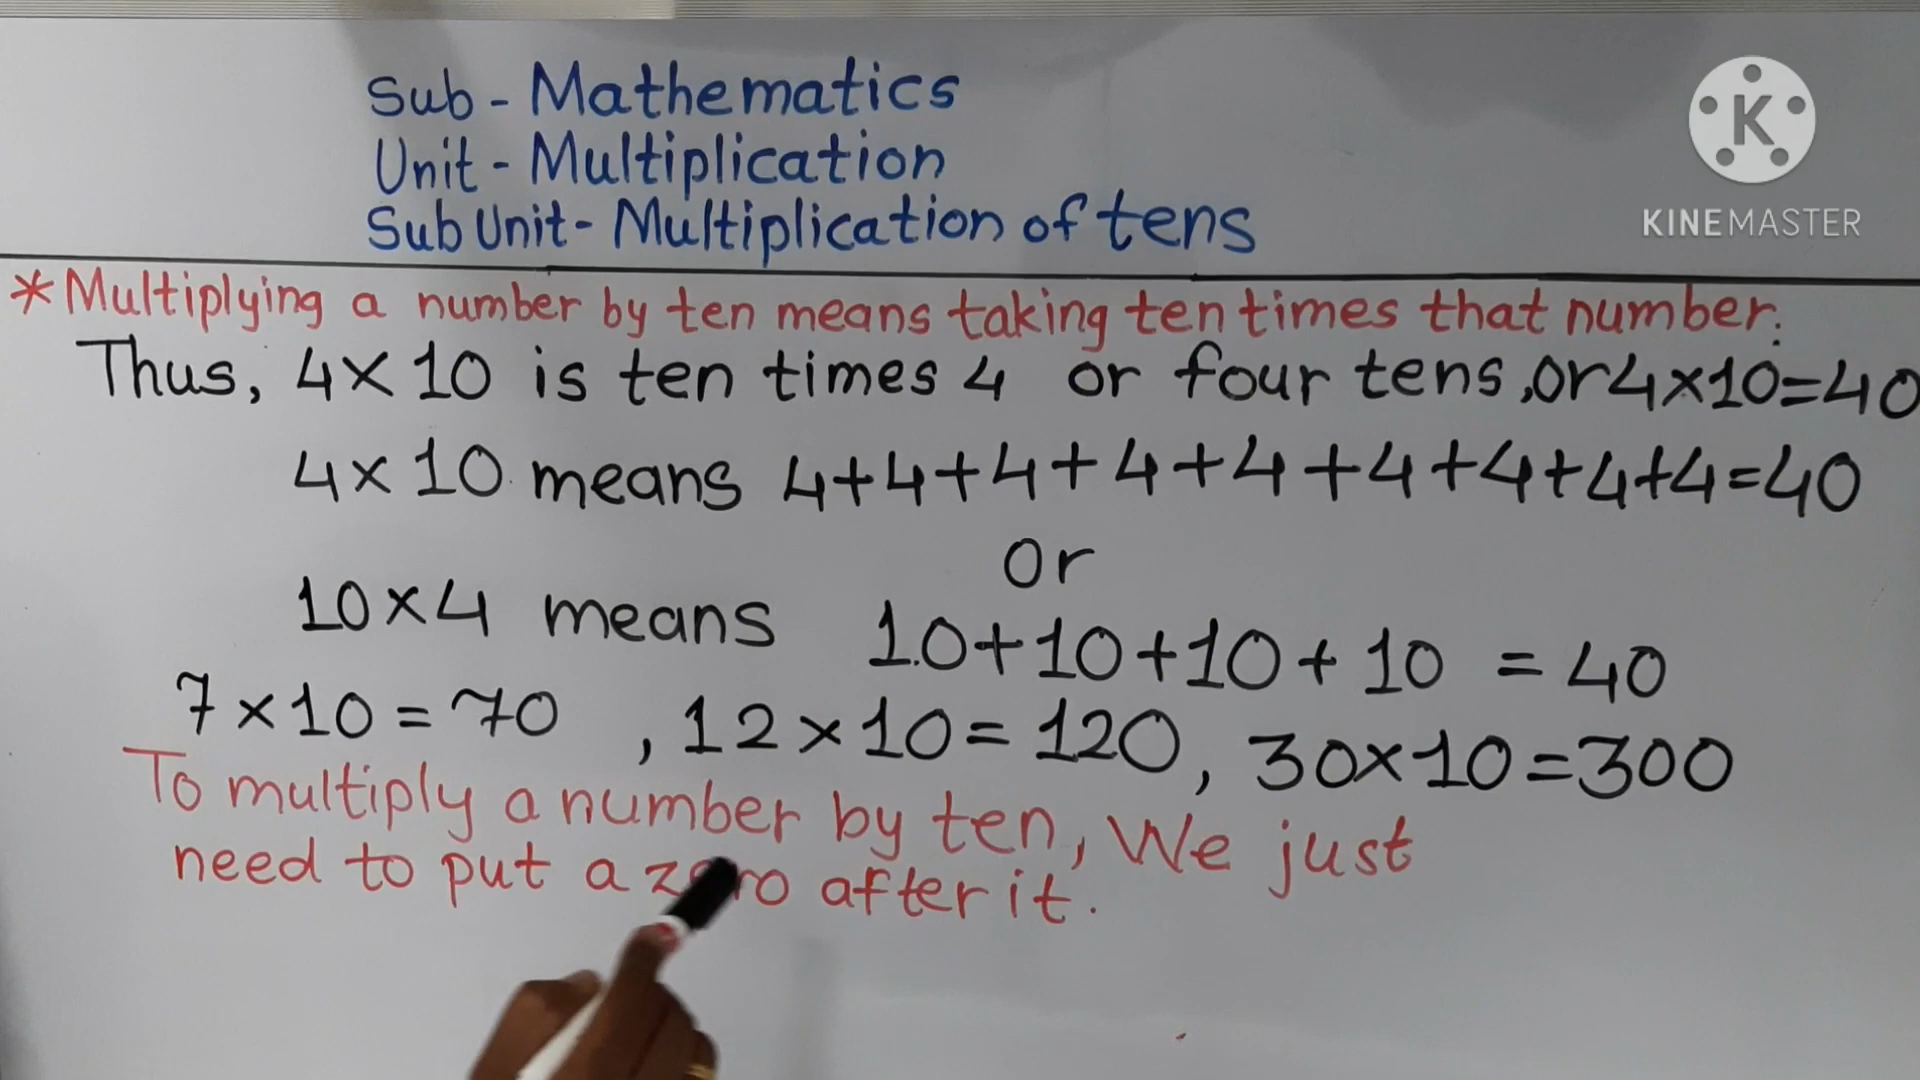 Sub - Mathematics
Unit - Multiplication
Sub Unit - Multiplication of tens
K
KINEMASTER
* Multiplying a number by ten means taking ten times that number.
Thus, 4 × 10 is ten times 4 or four tens, or 4×10=40
4 × 10 means 4+4+4+4+4+4+4+4+4=40
or
10×4 means 10+10+10+10 = 40
7×10=70, 12×10=120, 30×10=300
To multiply a number by ten, We just
need to put a zero after it.